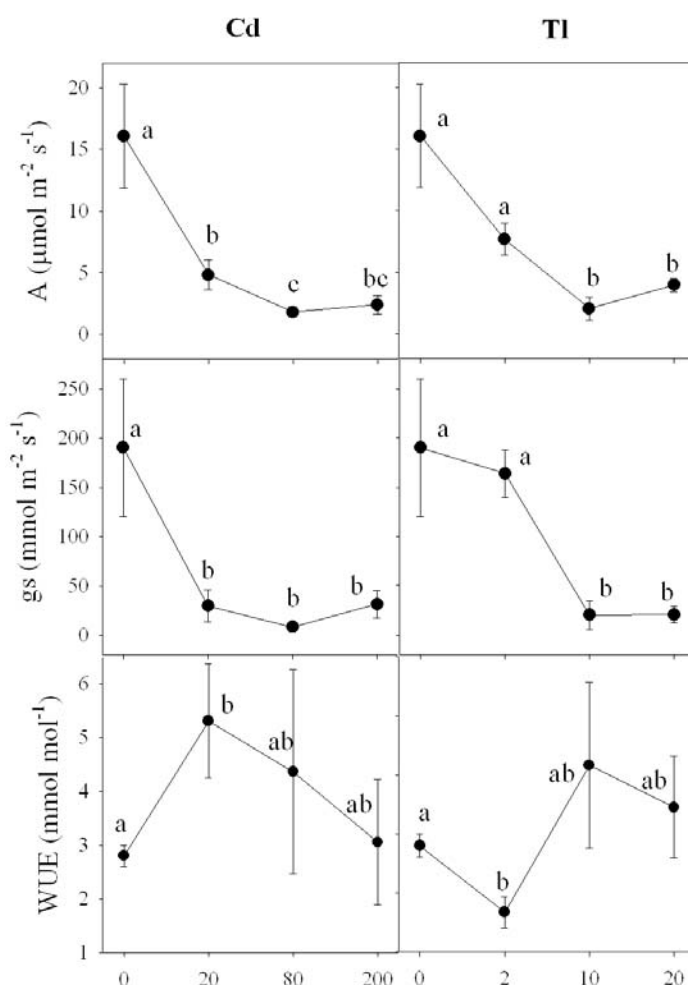 Cd Tl
20
15
10
5
0
A (μmol m⁻² s⁻¹)
a
b
c
bc
a
a
b
b
250
200
150
100
50
0
gs (mmol m⁻² s⁻¹)
a
b
b
b
a
a
b
b
6
5
4
3
2
1
WUE (mmol mol⁻¹)
a
b
ab
ab
a
b
ab
ab
0 20 80 200 0 2 10 20